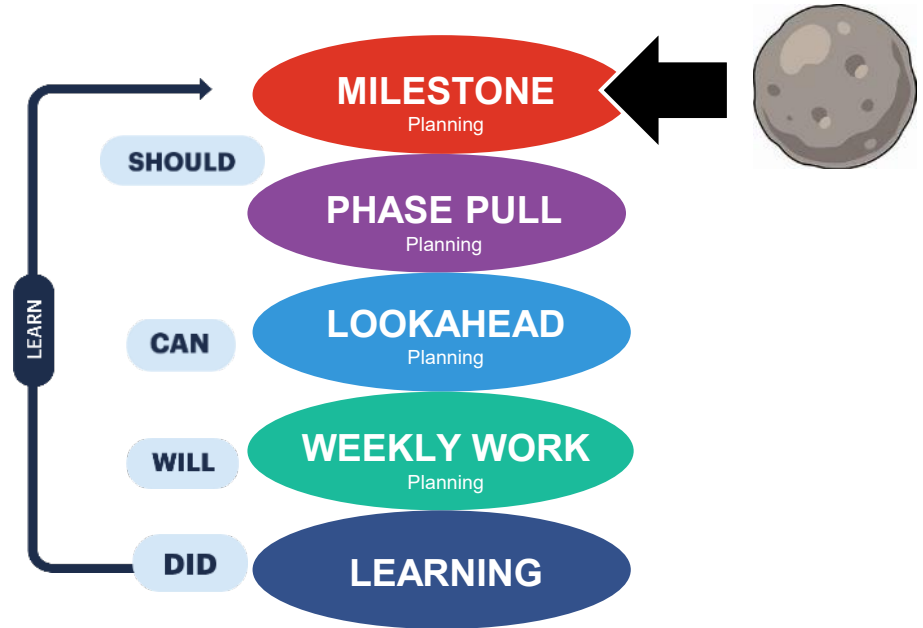 MILESTONE
Planning
SHOULD
PHASE PULL
Planning
LEARN
CAN
LOOKAHEAD
Planning
WILL
WEEKLY WORK
Planning
DID
LEARNING